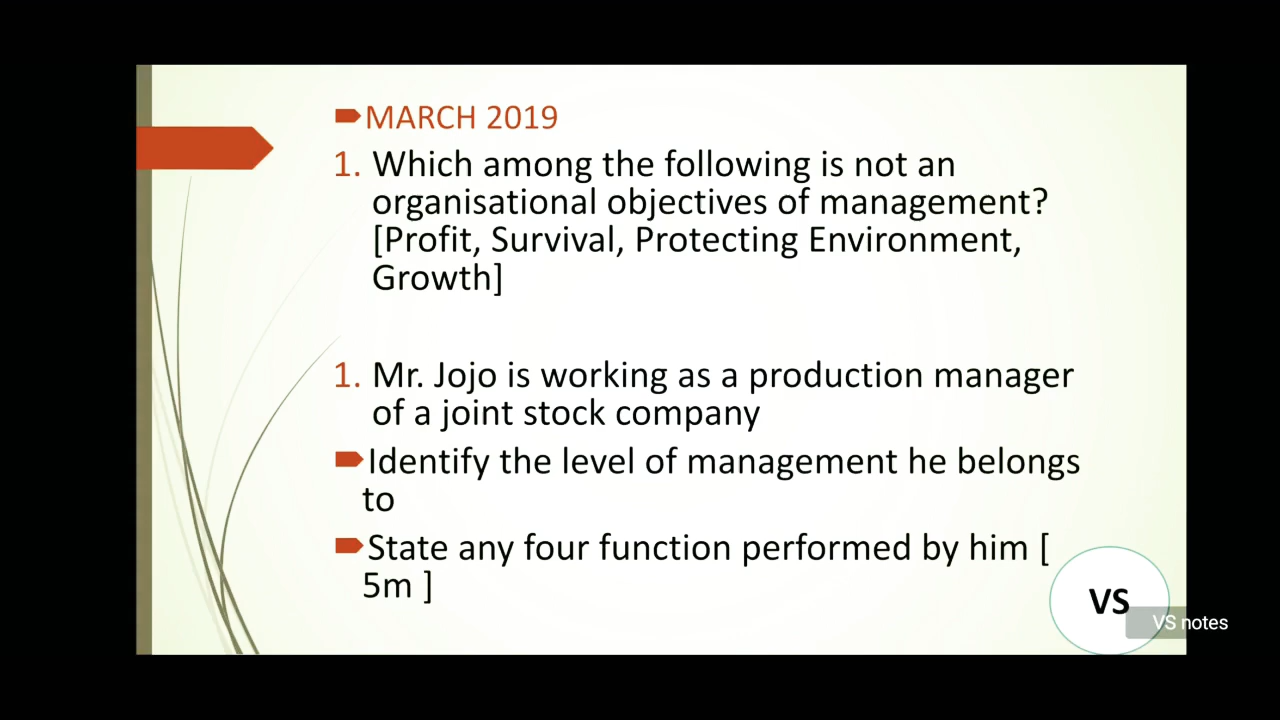 MARCH 2019
1. Which among the following is not an
organisational objectives of management?
[Profit, Survival, Protecting Environment,
Growth]
1. Mr. Jojo is working as a production manager
of a joint stock company
Identify the level of management he belongs
to
State any four function performed by him [
5m ]
VS
VS notes